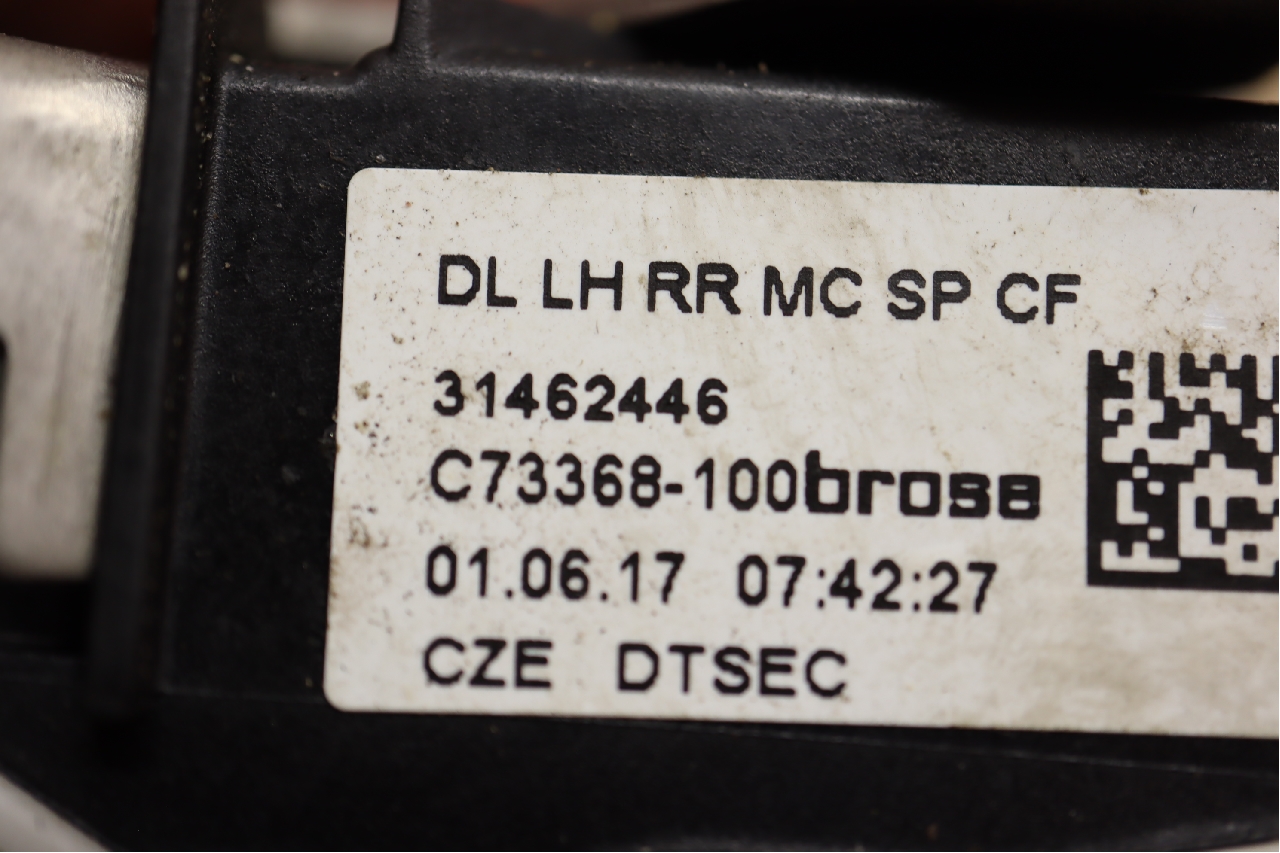 DL LH RR MC SP CF
31462446
C73368-100brose
01.06.17 07:42:27
CZE DTSEC